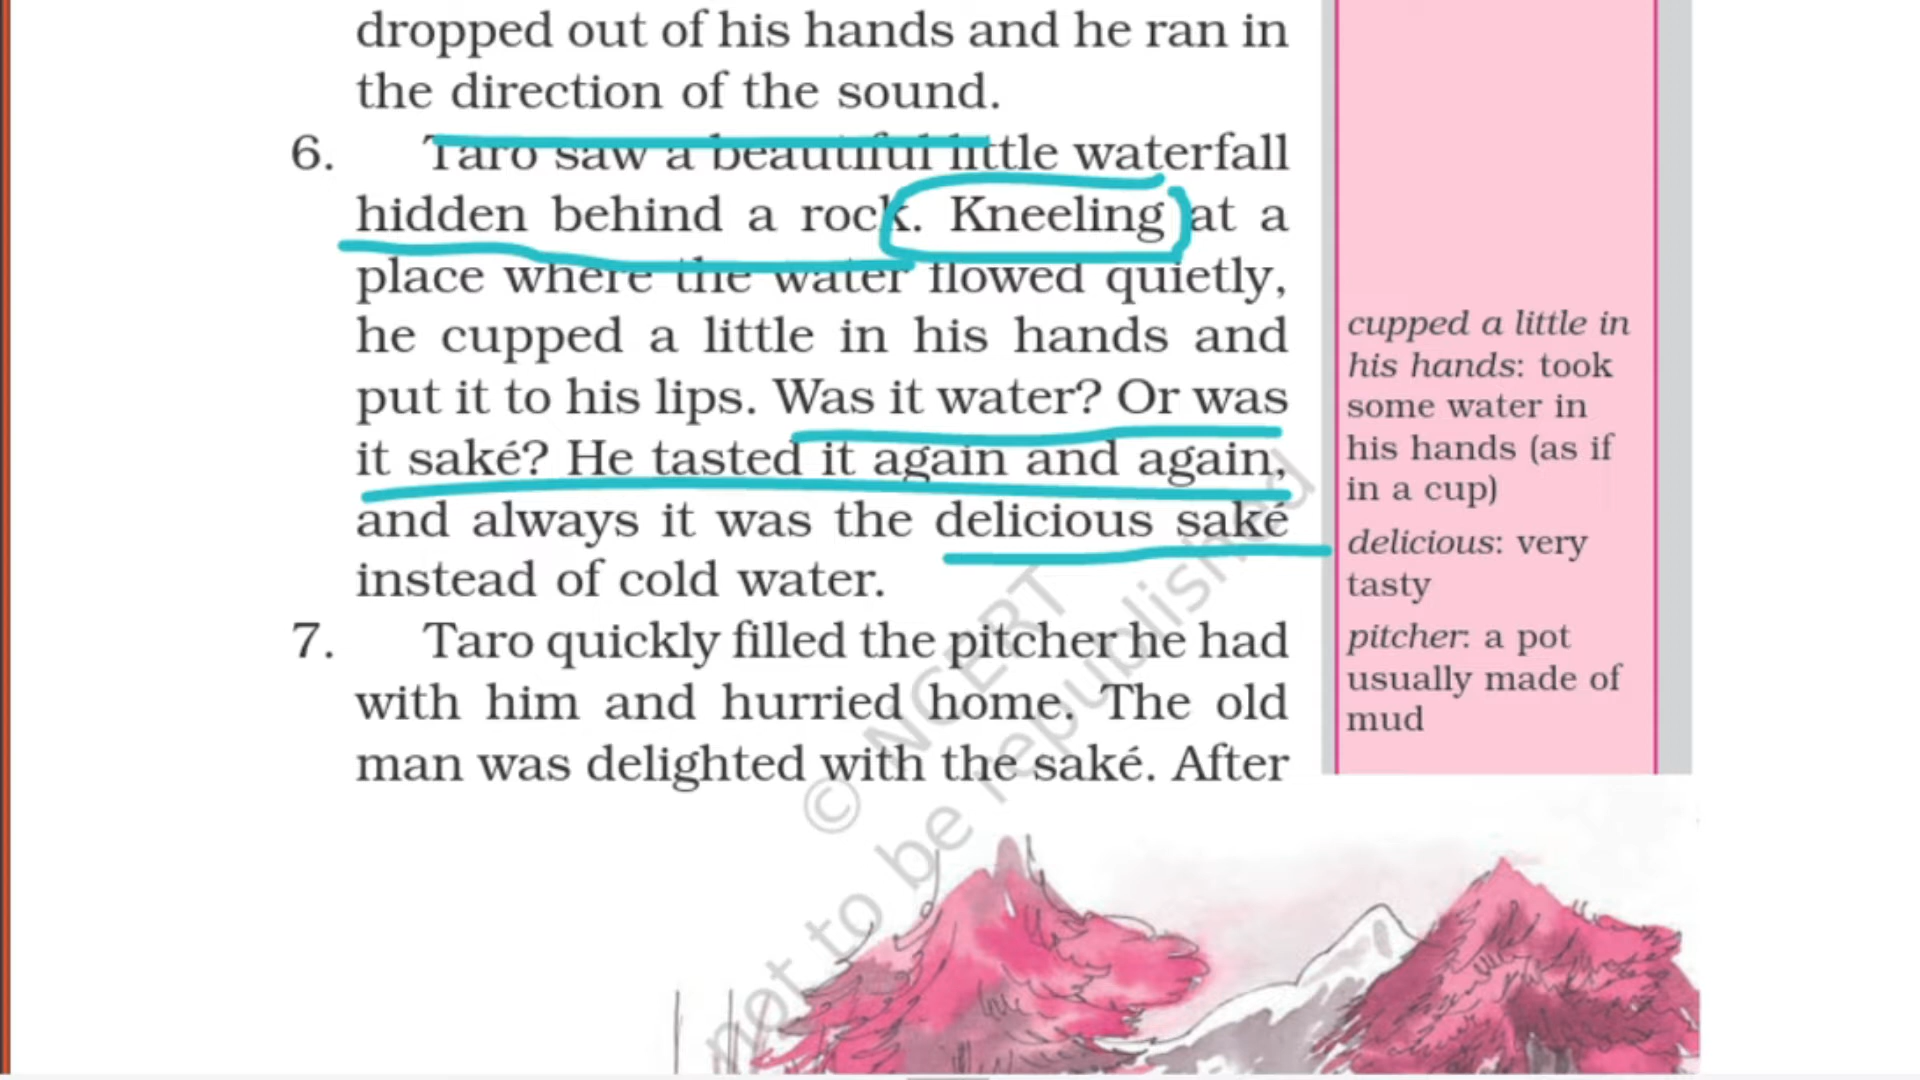 dropped out of his hands and he ran in
the direction of the sound.
6. Taro saw a beautiful little waterfall
hidden behind a rock. Kneeling at a
place where the water flowed quietly,
he cupped a little in his hands and
put it to his lips. Was it water? Or was
it saké? He tasted it again and again,
and always it was the delicious saké
instead of cold water.
7. Taro quickly filled the pitcher he had
with him and hurried home. The old
man was delighted with the saké. After
cupped a little in
his hands: took
some water in
his hands (as if
in a cup)
delicious: very
tasty
pitcher: a pot
usually made of
mud
© NCERT
not to be republished